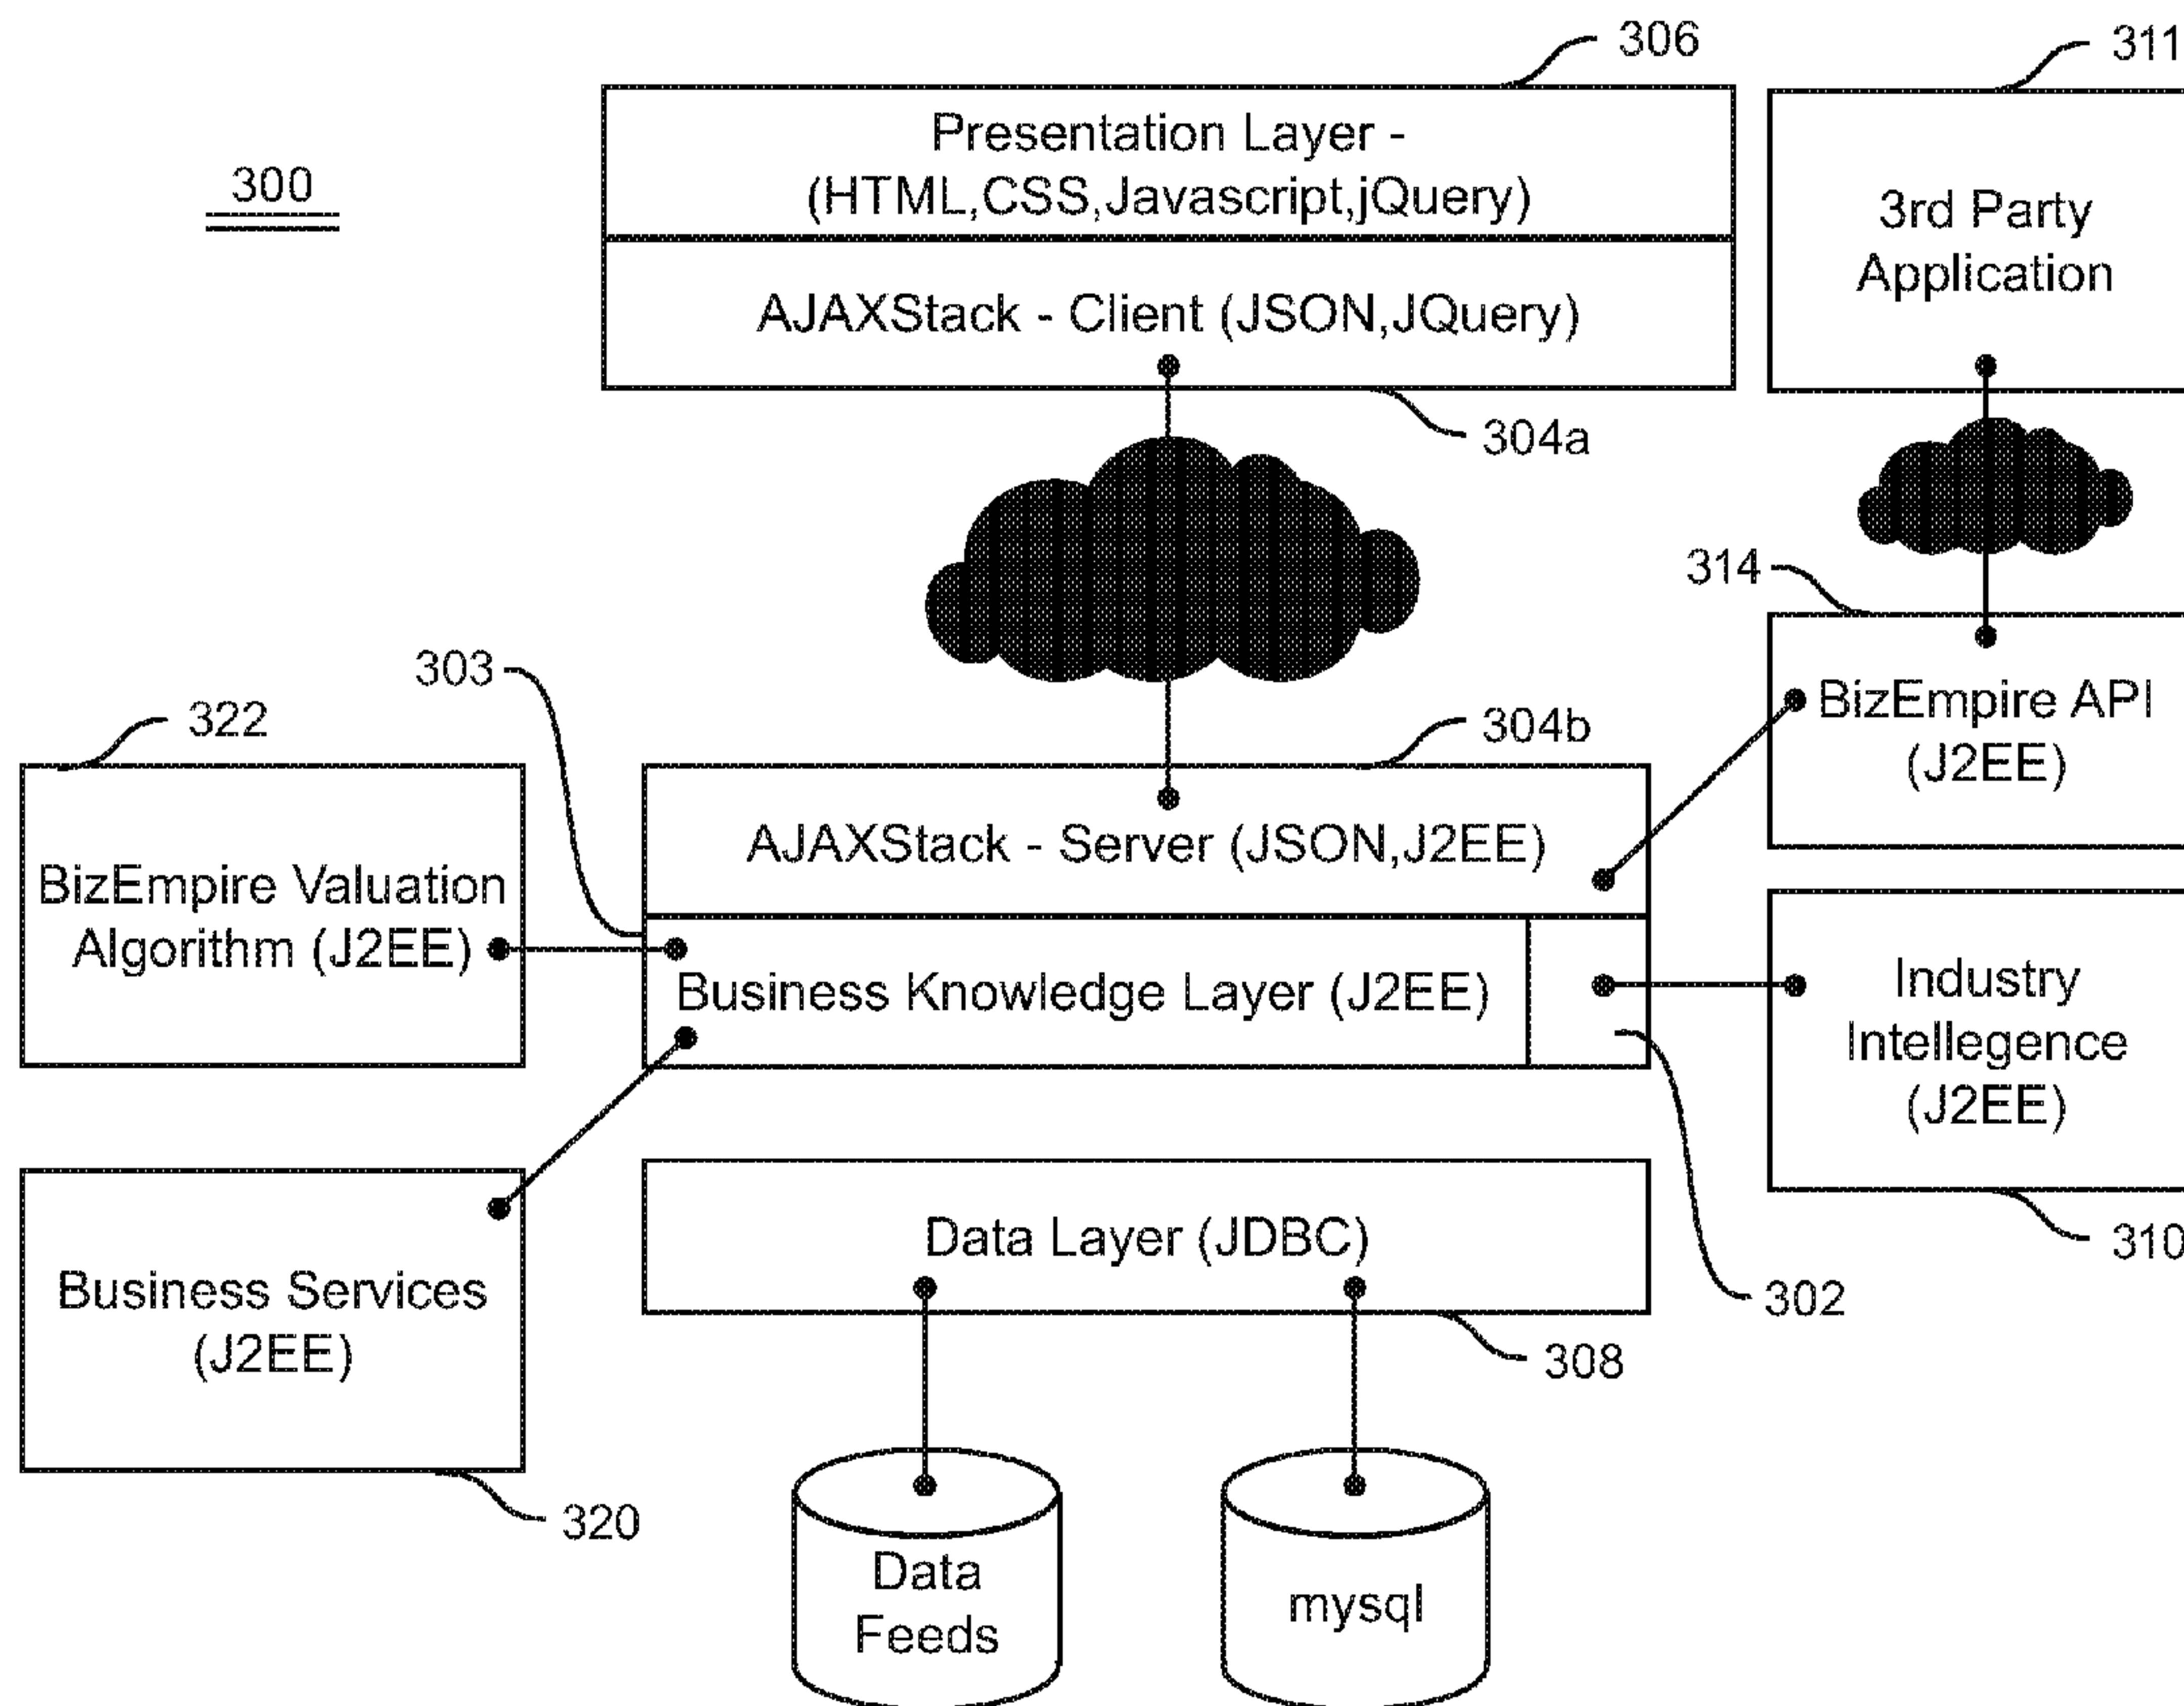 306
311
300
Presentation Layer -
(HTML,CSS,Javascript,jQuery)
3rd Party
Application
AJAXStack - Client (JSON,JQuery)
304a
314
303
322
304b
BizEmpire API
(J2EE)
AJAXStack - Server (JSON,J2EE)
BizEmpire Valuation
Algorithm (J2EE)
Business Knowledge Layer (J2EE)
Industry
Intellegence
(J2EE)
Data Layer (JDBC)
310
302
Business Services
(J2EE)
308
320
Data
Feeds
mysql